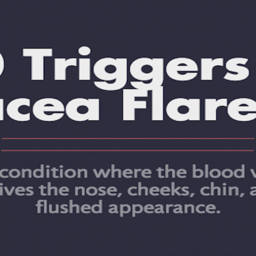 Triggers
acea Flare
condition where the blood v
ives the nose, cheeks, chin, a
flushed appearance.